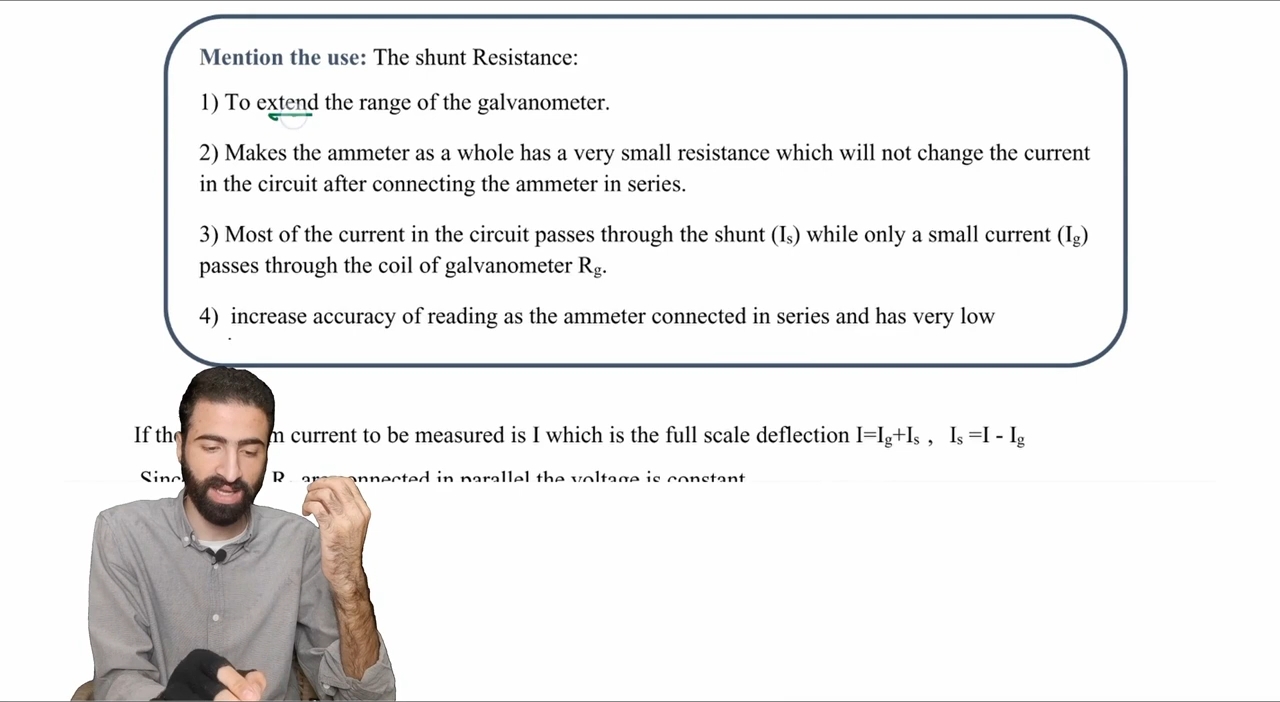 Mention the use: The shunt Resistance:
1) To extend the range of the galvanometer.
2) Makes the ammeter as a whole has a very small resistance which will not change the current
in the circuit after connecting the ammeter in series.
3) Most of the current in the circuit passes through the shunt (Is) while only a small current (Ig)
passes through the coil of galvanometer Rg.
4) increase accuracy of reading as the ammeter connected in series and has very low
If current to be measured is I which is the full scale deflection I=Ig+Is , Is =I - Ig
connected in parallel the voltage is constant